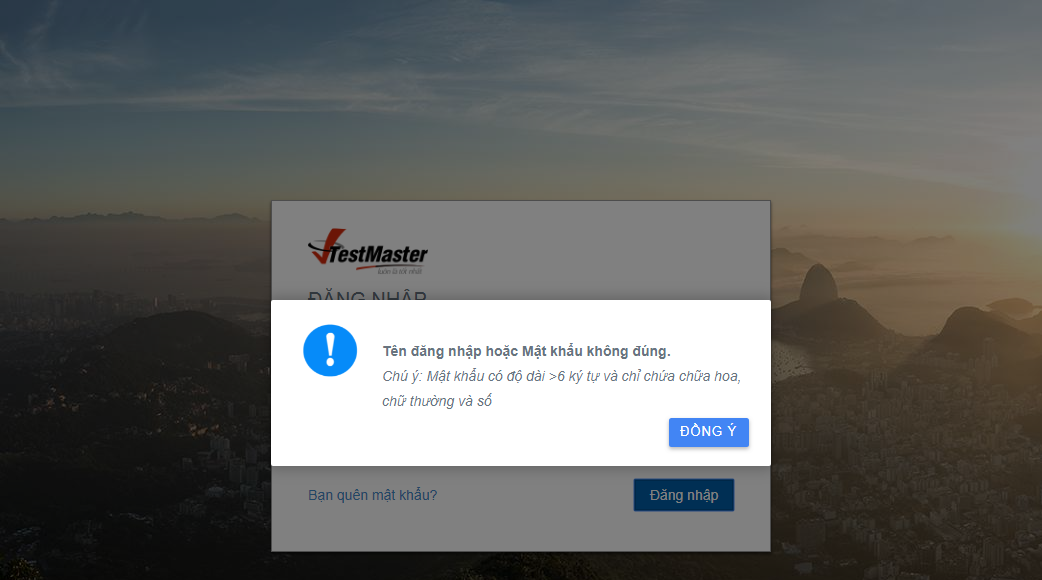 TestMaster
luôn là tốt nhất
ĐĂNG NHẬP
Tên đăng nhập hoặc Mật khẩu không đúng.
Chú ý: Mật khẩu có độ dài >6 ký tự và chỉ chứa chữa hoa,
chữ thường và số
ĐỒNG Ý
Bạn quên mật khẩu?
Đăng nhập